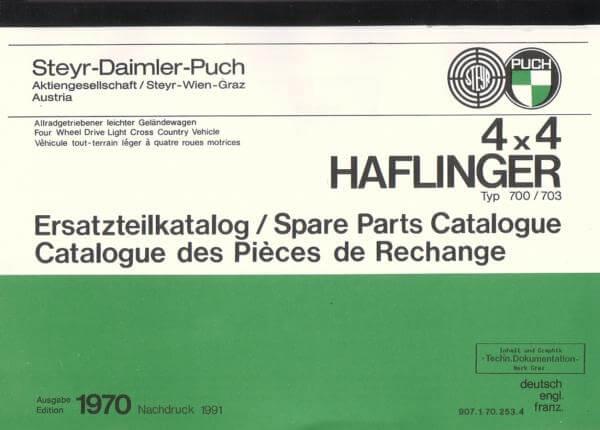 Steyr-Daimler-Puch
Aktiengesellschaft/Steyr-Wien-Graz
Austria
STEYR
PUCH
Allradgetriebener leichter Geländewagen
Four Wheel Drive Light Cross Country Vehicle
Véhicule tout-terrain léger à quatre roues motrices
4x4
HAFLINGER
Typ 700/703
Ersatzteilkatalog / Spare Parts Catalogue
Catalogue des Pièces de Rechange
Inhalt und Graphik
-Techn.Dokumentation-
Werk Graz
deutsch
engl.
franz.
Ausgabe
Edition
1970 Nachdruck 1991
907.1.70.253.4